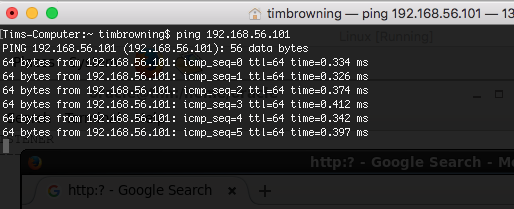 timbrowning — ping 192.168.56.101 — 13
Linux [Running]
[Tims-Computer:~ timbrowning$ ping 192.168.56.101
PING 192.168.56.101 (192.168.56.101): 56 data bytes
64 bytes from 192.168.56.101: icmp_seq=0 ttl=64 time=0.334 ms
64 bytes from 192.168.56.101: icmp_seq=1 ttl=64 time=0.326 ms
64 bytes from 192.168.56.101: icmp_seq=2 ttl=64 time=0.374 ms
64 bytes from 192.168.56.101: icmp_seq=3 ttl=64 time=0.412 ms
64 bytes from 192.168.56.101: icmp_seq=4 ttl=64 time=0.342 ms
64 bytes from 192.168.56.101: icmp_seq=5 ttl=64 time=0.397 ms
http:? - Google Search - Mo
http:? - Google Search